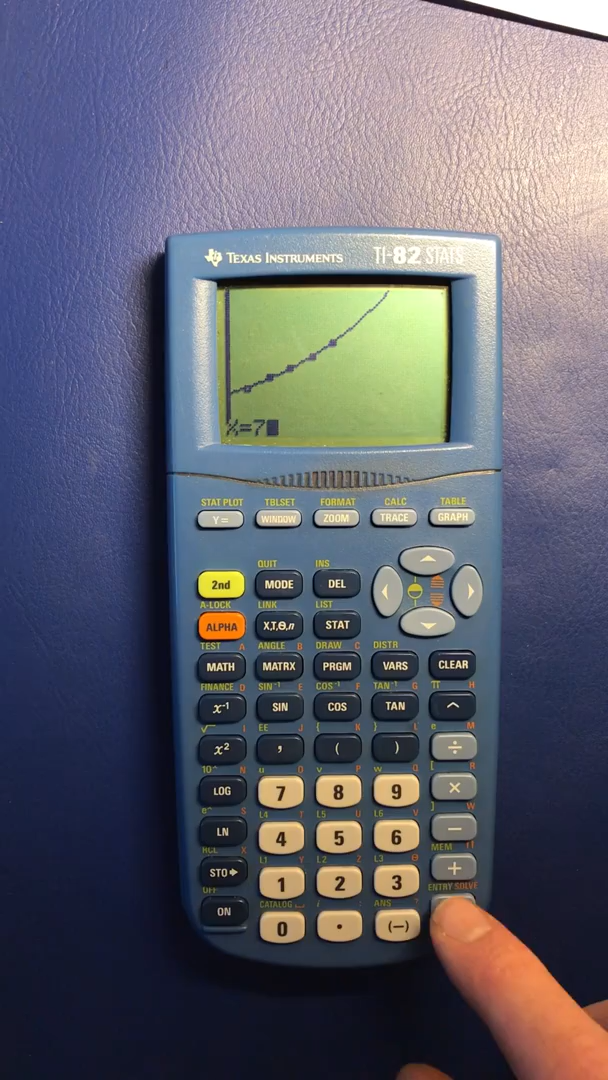 TEXAS INSTRUMENTS TI-82 STATS
X=7
STAT PLOT TBLSET FORMAT CALC TABLE
Y= WINDOW ZOOM TRACE GRAPH
QUIT INS
2nd MODE DEL
A-LOCK LINK LIST
ALPHA X,T,Θ,n STAT
TEST A ANGLE B DRAW C DISTR
MATH MATRX PRGM VARS CLEAR
FINANCE D SIN⁻¹ E COS⁻¹ F TAN⁻¹ G π H
x⁻¹ SIN COS TAN ^
√ I EE J { K } L e M
x² , ( ) ÷
10ˣ N u O v P w Q [ R
LOG 7 8 9 ×
eˣ S L4 T L5 U L6 V ] W
LN 4 5 6 −
RCL X L1 Y L2 Z L3 Θ MEM
STO➔ 1 2 3 +
OFF CATALOG i : ANS ? ENTRY SOLVE
ON 0 . (−)